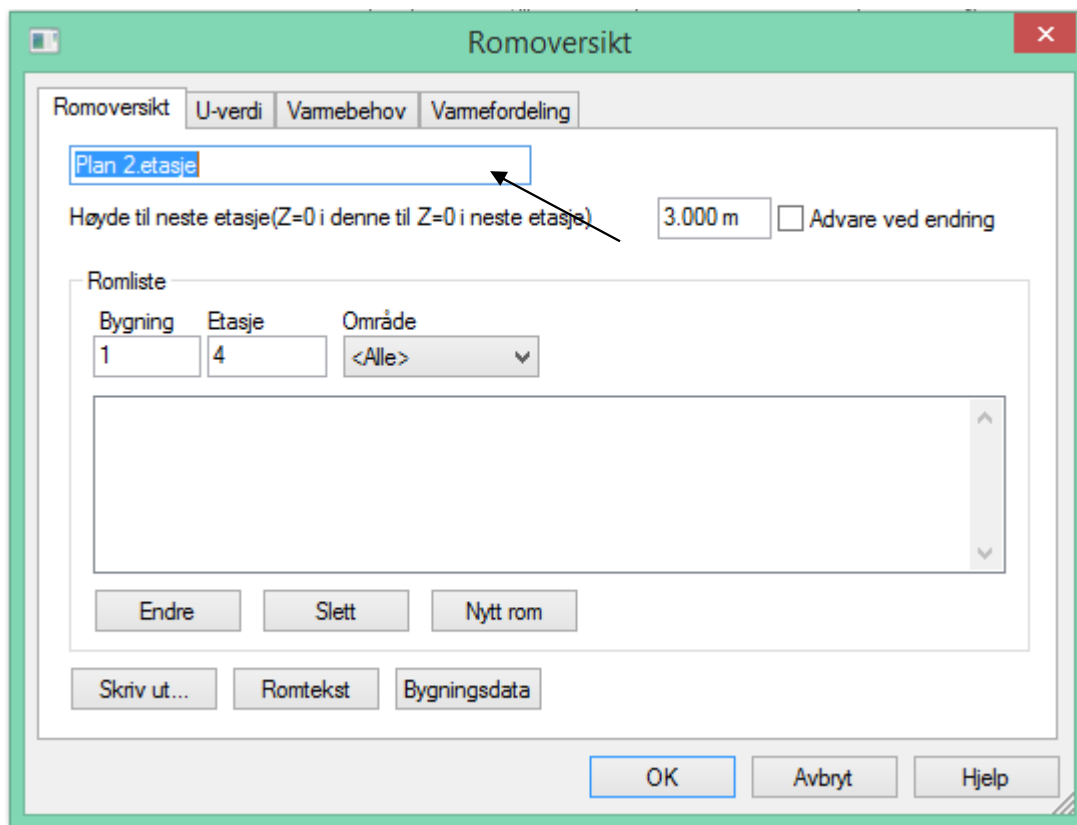 Romoversikt
Romoversikt U-verdi Varmebehov Varmefordeling
Plan 2.etasje
Høyde til neste etasje(Z=0 i denne til Z=0 i neste etasje) 3.000 m Advare ved endring
Romliste
Bygning Etasje Område
1 4 <Alle>
Endre Slett Nytt rom
Skriv ut... Romtekst Bygningsdata
OK Avbryt Hjelp